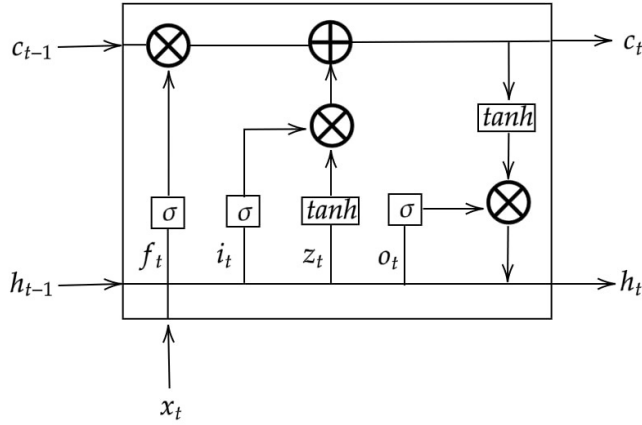 c_{t-1} c_t
tanh
σ σ tanh σ
f_t i_t z_t o_t
h_{t-1} h_t
x_t